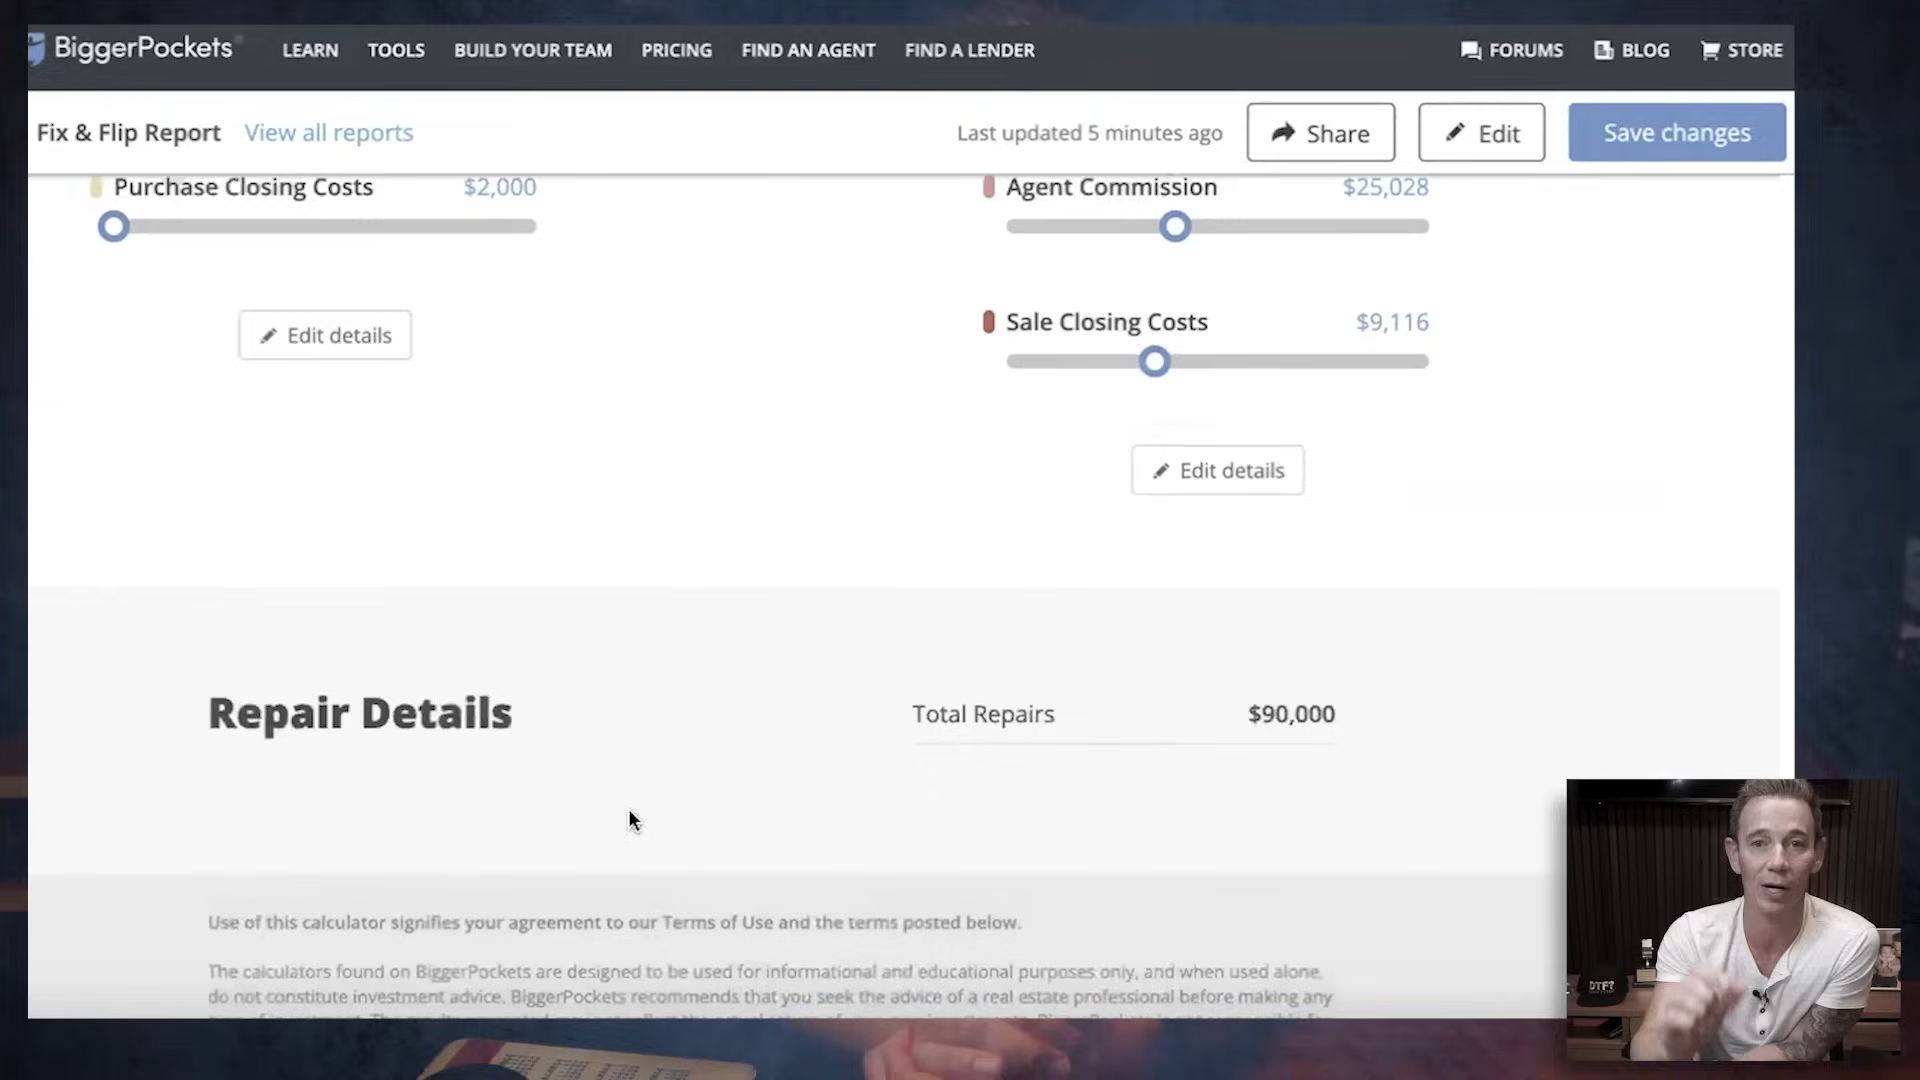 BiggerPockets
LEARN TOOLS BUILD YOUR TEAM PRICING FIND AN AGENT FIND A LENDER FORUMS BLOG STORE
Fix & Flip Report View all reports Last updated 5 minutes ago Share Edit Save changes
Purchase Closing Costs $2,000 Agent Commission $25,028
Edit details Sale Closing Costs $9,116
Edit details
Repair Details Total Repairs $90,000
Use of this calculator signifies your agreement to our Terms of Use and the terms posted below.
The calculators found on BiggerPockets are designed to be used for informational and educational purposes only, and when used alone,
do not constitute investment advice. BiggerPockets recommends that you seek the advice of a real estate professional before making any
DTF?